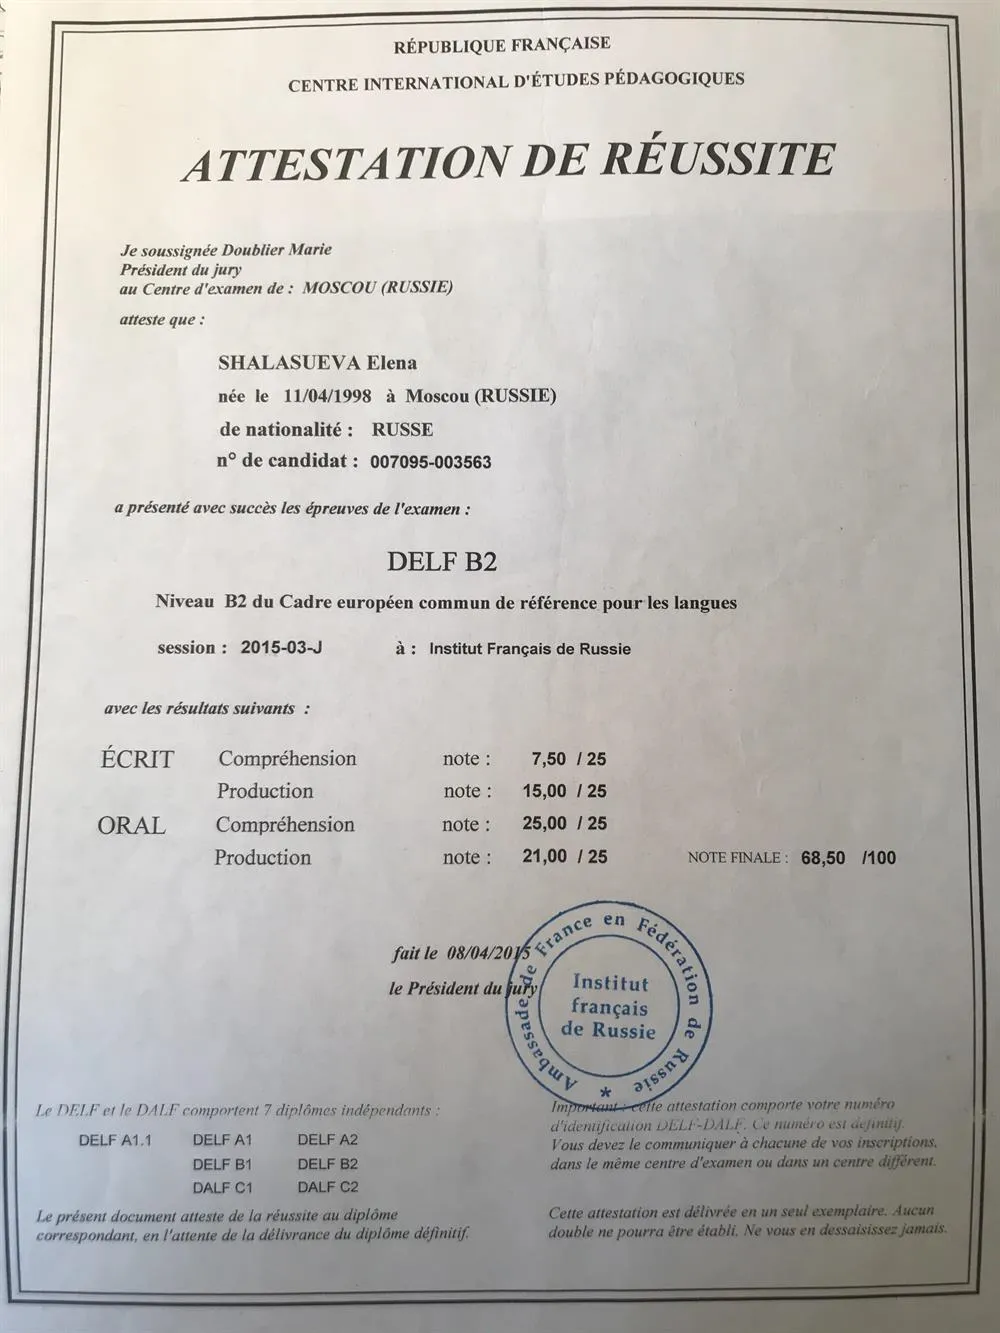 RÉPUBLIQUE FRANÇAISE
CENTRE INTERNATIONAL D'ÉTUDES PÉDAGOGIQUES
ATTESTATION DE RÉUSSITE
Je soussignée Doublier Marie
Président du jury
au Centre d'examen de : MOSCOU (RUSSIE)
atteste que :
SHALASUEVA Elena
née le 11/04/1998 à Moscou (RUSSIE)
de nationalité : RUSSE
n° de candidat : 007095-003563
a présenté avec succès les épreuves de l'examen :
DELF B2
Niveau B2 du Cadre européen commun de référence pour les langues
session : 2015-03-J à : Institut Français de Russie
avec les résultats suivants :
ÉCRIT Compréhension note : 7,50 / 25
Production note : 15,00 / 25
ORAL Compréhension note : 25,00 / 25
Production note : 21,00 / 25 NOTE FINALE : 68,50 /100
fait le 08/04/2015
le Président du jury
Ambassade de France en Fédération de Russie *
Institut
français
de Russie
Le DELF et le DALF comportent 7 diplômes indépendants :
DELF A1.1 DELF A1 DELF A2
DELF B1 DELF B2
DALF C1 DALF C2
Le présent document atteste de la réussite au diplôme
correspondant, en l'attente de la délivrance du diplôme définitif.
Important : cette attestation comporte votre numéro
d'identification DELF-DALF. Ce numéro est définitif.
Vous devez le communiquer à chacune de vos inscriptions,
dans le même centre d'examen ou dans un centre différent.
Cette attestation est délivrée en un seul exemplaire. Aucun
double ne pourra être établi. Ne vous en dessaisissez jamais.